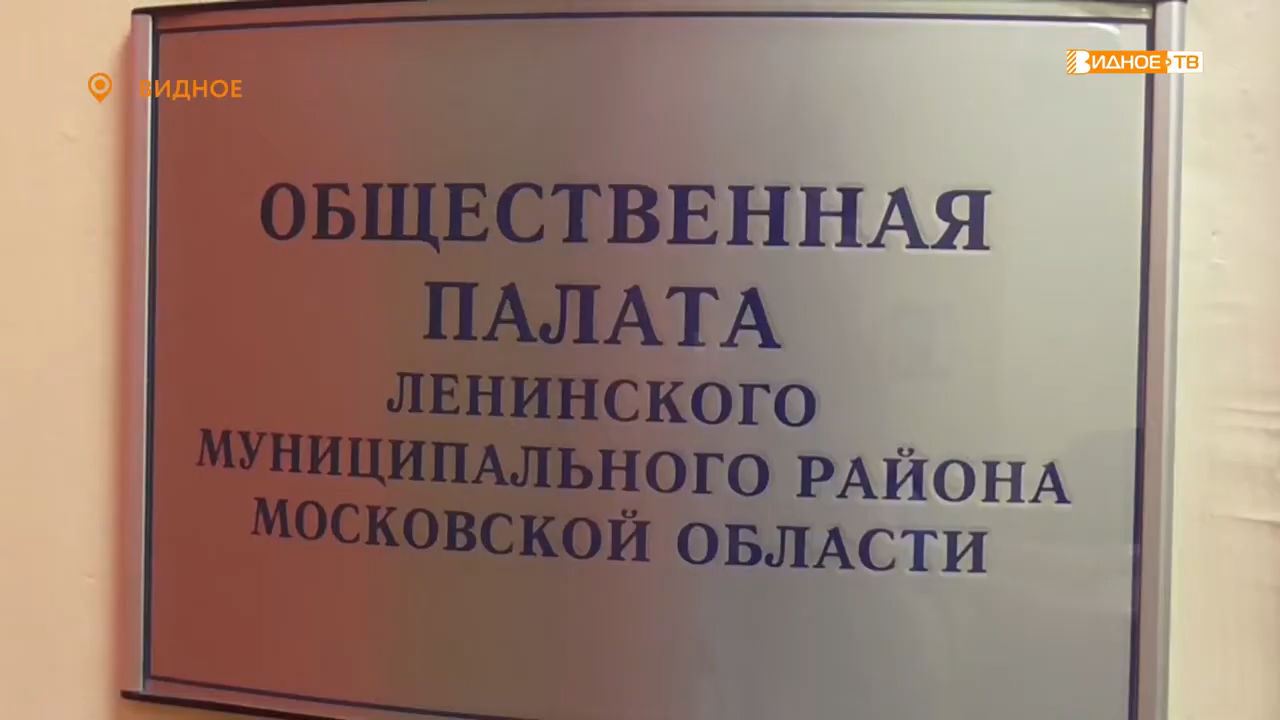 ВИДНОЕ
ВИДНОЕ ТВ
ОБЩЕСТВЕННАЯ
ПАЛАТА
ЛЕНИНСКОГО
МУНИЦИПАЛЬНОГО РАЙОНА
МОСКОВСКОЙ ОБЛАСТИ